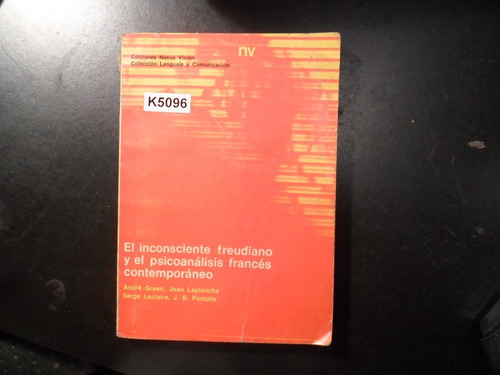 nv
Ediciones Nueva Visión
Colección Lenguaje y Comunicación
K5096
El inconsciente freudiano
y el psicoanálisis francés
contemporáneo
André Green, Jean Laplanche
Serge Leclaire, J. B. Pontalis